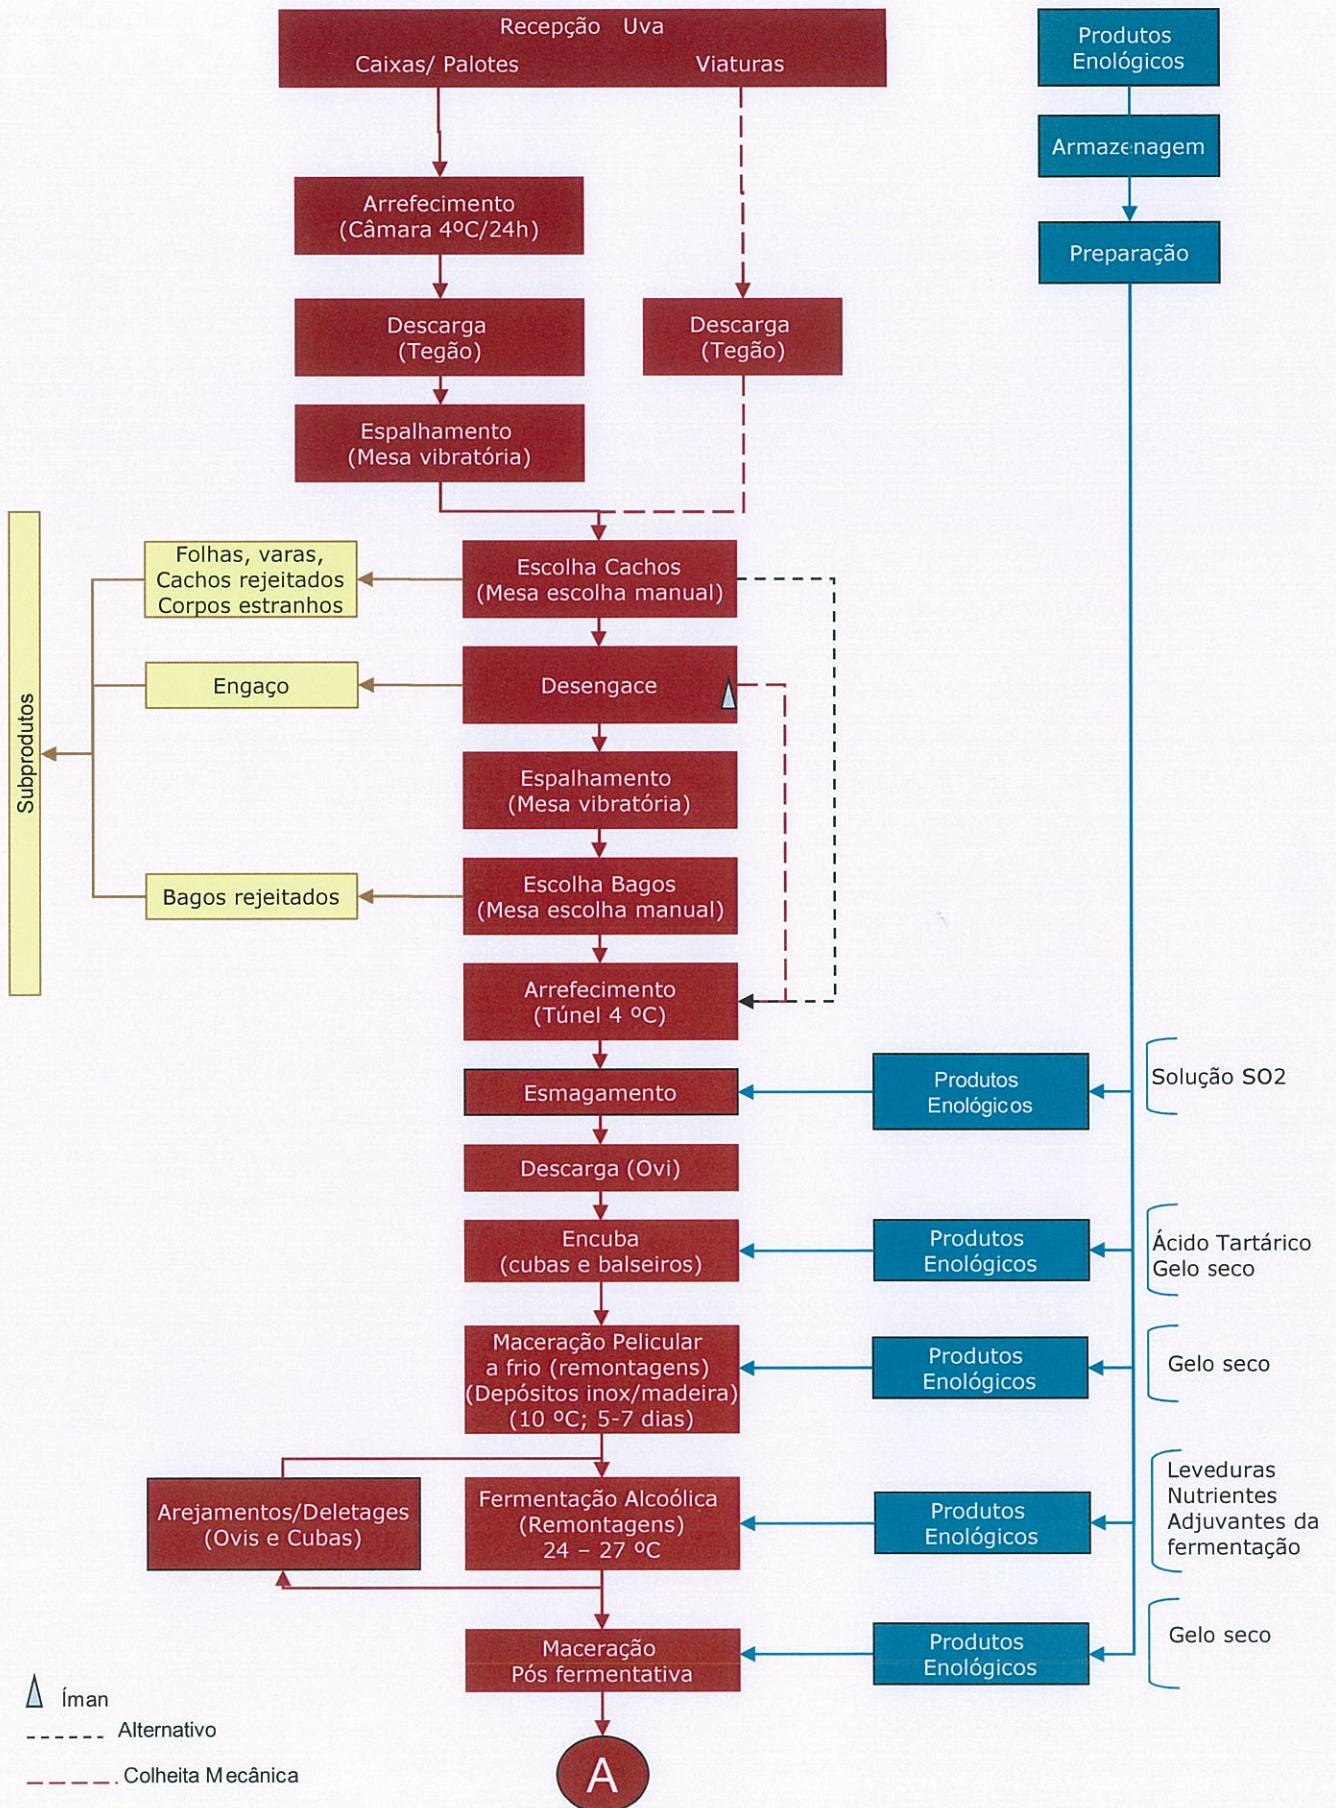 Recepção Uva
Caixas/ Palotes
Viaturas
Produtos
Enológicos
Armazenagem
Preparação
Arrefecimento
(Câmara 4ºC/24h)
Descarga
(Tegão)
Descarga
(Tegão)
Espalhamento
(Mesa vibratória)
Subprodutos
Folhas, varas,
Cachos rejeitados
Corpos estranhos
Escolha Cachos
(Mesa escolha manual)
Engaço
Desengace
Espalhamento
(Mesa vibratória)
Bagos rejeitados
Escolha Bagos
(Mesa escolha manual)
Arrefecimento
(Túnel 4 ºC)
Esmagamento
Produtos
Enológicos
Solução SO2
Descarga (Ovi)
Encuba
(cubas e balseiros)
Produtos
Enológicos
Ácido Tartárico
Gelo seco
Maceração Pelicular
a frio (remontagens)
(Depósitos inox/madeira)
(10 ºC; 5-7 dias)
Produtos
Enológicos
Gelo seco
Arejamentos/Deletages
(Ovis e Cubas)
Fermentação Alcoólica
(Remontagens)
24 – 27 ºC
Produtos
Enológicos
Leveduras
Nutrientes
Adjuvantes da
fermentação
Maceração
Pós fermentativa
Produtos
Enológicos
Gelo seco
Íman
Alternativo
Colheita Mecânica
A